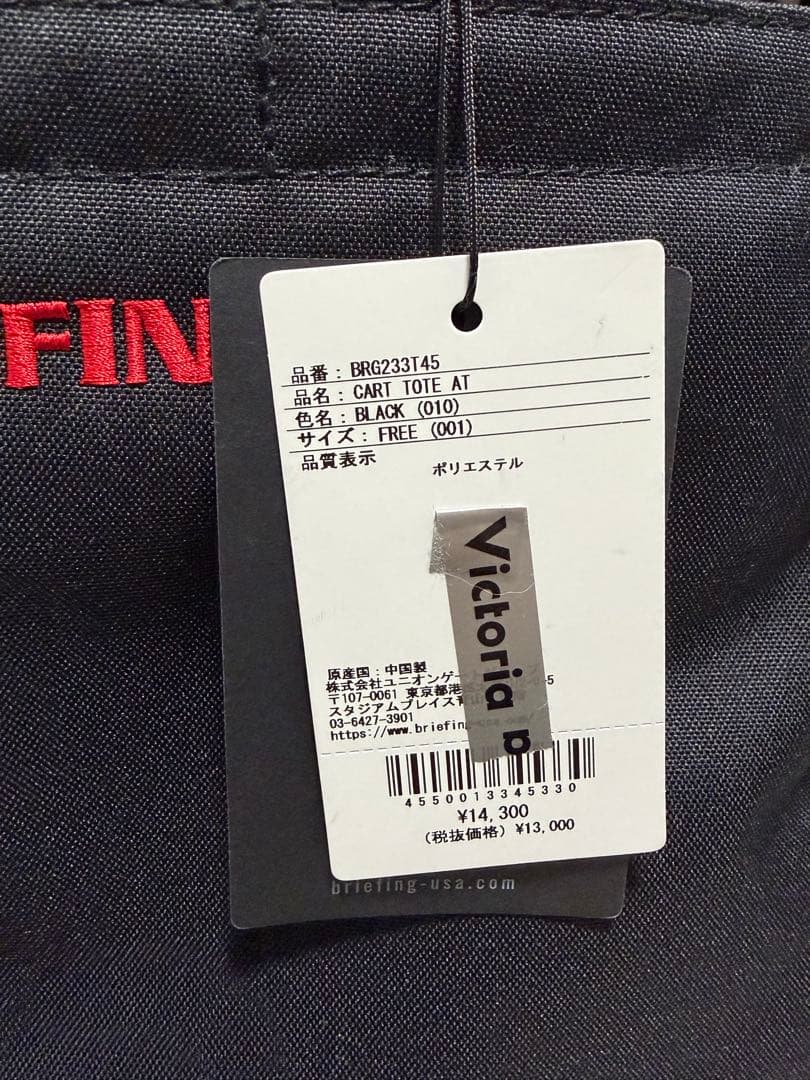 FIN
品番 : BRG233T45
品名 : CART TOTE AT
色名 : BLACK (010)
サイズ : FREE (001)
品質表示
ポリエステル
Victoria
原産国 : 中国製
株式会社ユニオンゲー
〒107-0061 東京都港 -5
スタジアムプレイス青
03-6427-3901
https://www.briefing-usa.com/
4550013345330
¥14,300
(税抜価格) ¥13,000
briefing-usa.com